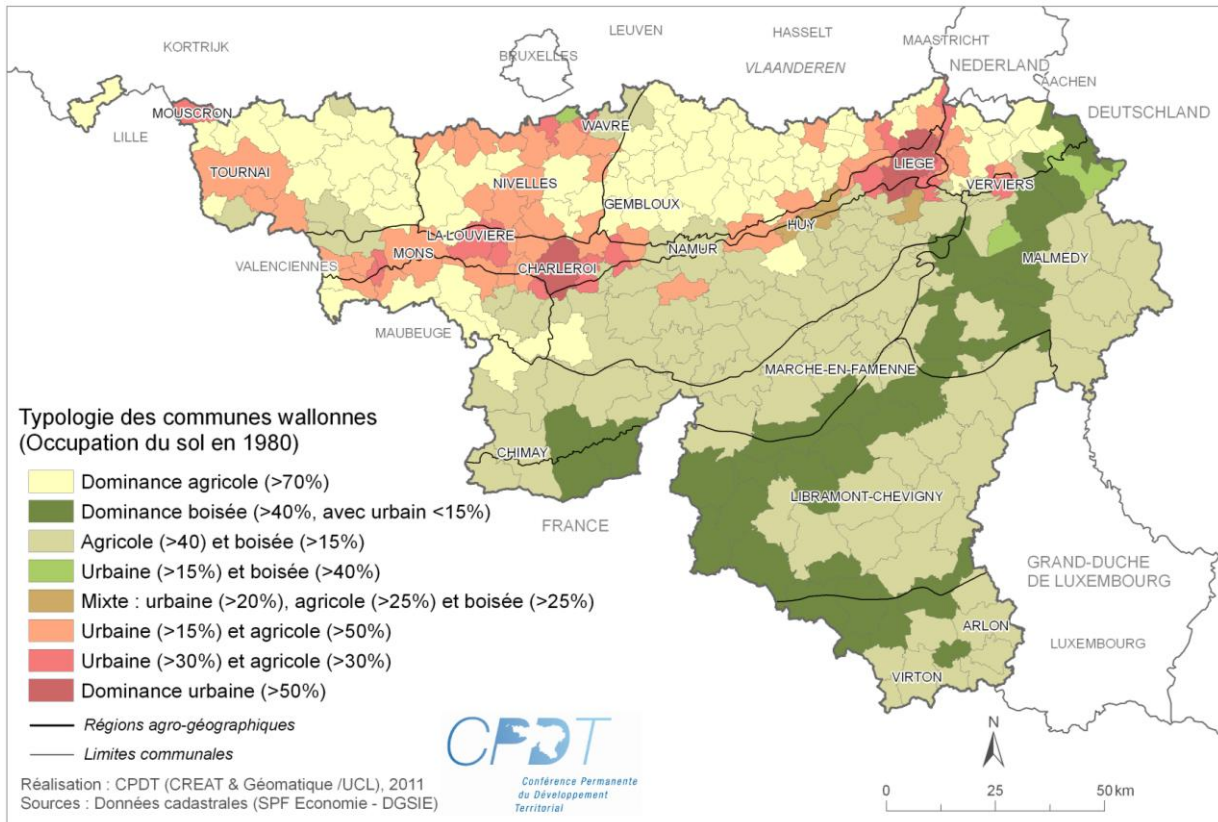 LEUVEN
HASSELT
MAASTRICHT
KORTRIJK
BRUXELLES
VLAANDEREN
NEDERLAND
AACHEN
DEUTSCHLAND
MOUSCRON
LILLE
WAVRE
LIEGE
TOURNAI
NIVELLES
VERVIERS
GEMBLOUX
HUY
LA LOUVIERE
NAMUR
MONS
VALENCIENNES
CHARLEROI
MALMÉDY
MAUBEUGE
MARCHE-EN-FAMENNE
CHIMAY
LIBRAMONT-CHEVIGNY
FRANCE
GRAND-DUCHE
DE LUXEMBOURG
ARLON
LUXEMBOURG
VIRTON
Typologie des communes wallonnes
(Occupation du sol en 1980)
Dominance agricole (>70%)
Dominance boisée (>40%, avec urbain <15%)
Agricole (>40) et boisée (>15%)
Urbaine (>15%) et boisée (>40%)
Mixte : urbaine (>20%), agricole (>25%) et boisée (>25%)
Urbaine (>15%) et agricole (>50%)
Urbaine (>30%) et agricole (>30%)
Dominance urbaine (>50%)
Régions agro-géographiques
Limites communales
Réalisation : CPDT (CREAT & Géomatique /UCL), 2011
Sources : Données cadastrales (SPF Economie - DGSIE)
CPDT
Conférence Permanente
du Développement
Territorial
N
0 25 50 km